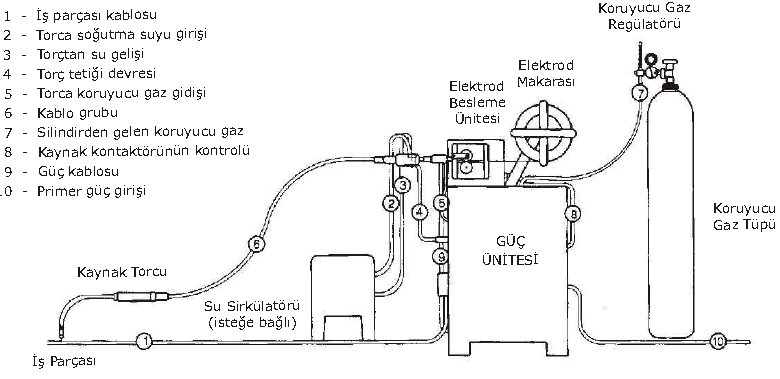 1 - İş parçası kablosu
2 - Torca soğutma suyu girişi
3 - Torçtan su gelişi
4 - Torç tetiği devresi
5 - Torca koruyucu gaz gidişi
6 - Kablo grubu
7 - Silindirden gelen koruyucu gaz
8 - Kaynak kontaktörünün kontrolü
9 - Güç kablosu
10 - Primer güç girişi
Koruyucu Gaz
Regülatörü
Elektrod
Makarası
Elektrod
Besleme
Ünitesi
7
2
3
4
5
8
6
9
GÜÇ
ÜNİTESİ
Koruyucu
Gaz Tüpü
Kaynak Torcu
Su Sirkülatörü
(isteğe bağlı)
1
10
İş Parçası